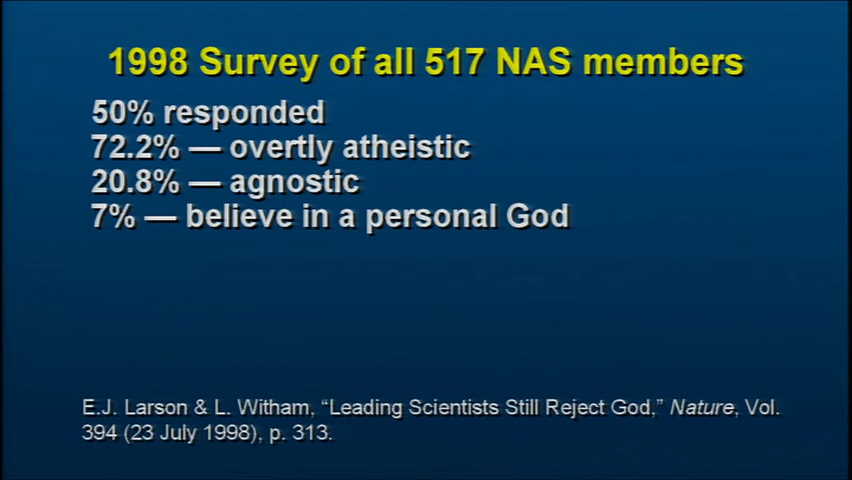 1998 Survey of all 517 NAS members
50% responded
72.2% — overtly atheistic
20.8% — agnostic
7% — believe in a personal God
E.J. Larson & L. Witham, “Leading Scientists Still Reject God,” Nature, Vol.
394 (23 July 1998), p. 313.